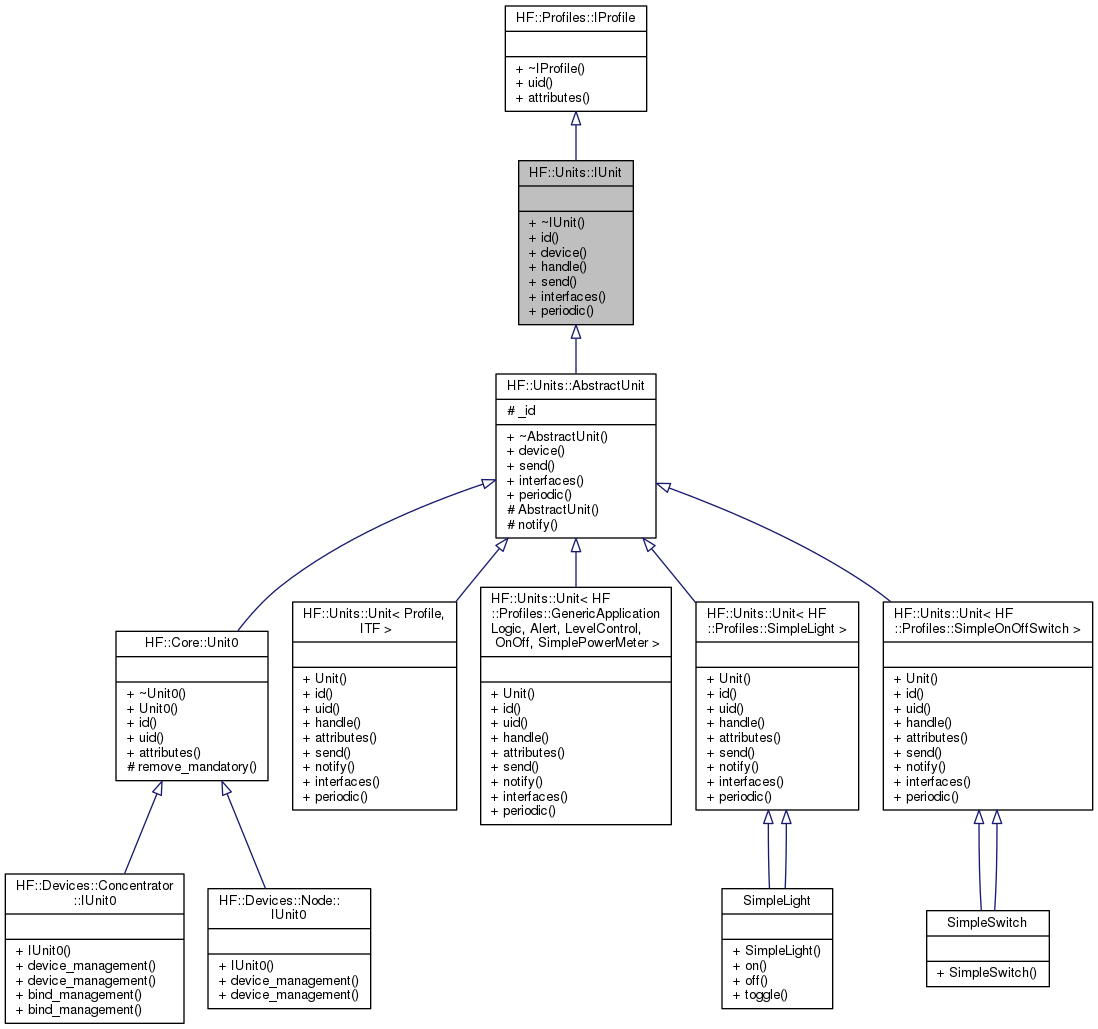 HF::Profiles::IProfile
+ ~IProfile()
+ uid()
+ attributes()
HF::Units::IUnit
+ ~IUnit()
+ id()
+ device()
+ handle()
+ send()
+ interfaces()
+ periodic()
HF::Units::AbstractUnit
# _id
+ ~AbstractUnit()
+ device()
+ send()
+ interfaces()
+ periodic()
# AbstractUnit()
# notify()
HF::Core::Unit0
+ ~Unit0()
+ Unit0()
+ id()
+ uid()
+ attributes()
# remove_mandatory()
HF::Units::Unit< Profile,
ITF >
+ Unit()
+ id()
+ uid()
+ handle()
+ attributes()
+ send()
+ notify()
+ interfaces()
+ periodic()
HF::Units::Unit< HF
::Profiles::GenericApplication
Logic, Alert, LevelControl,
OnOff, SimplePowerMeter >
+ Unit()
+ id()
+ uid()
+ handle()
+ attributes()
+ send()
+ notify()
+ interfaces()
+ periodic()
HF::Units::Unit< HF
::Profiles::SimpleLight >
+ Unit()
+ id()
+ uid()
+ handle()
+ attributes()
+ send()
+ notify()
+ interfaces()
+ periodic()
HF::Units::Unit< HF
::Profiles::SimpleOnOffSwitch >
+ Unit()
+ id()
+ uid()
+ handle()
+ attributes()
+ send()
+ notify()
+ interfaces()
+ periodic()
HF::Devices::Concentrator
::IUnit0
+ IUnit0()
+ device_management()
+ device_management()
+ bind_management()
+ bind_management()
HF::Devices::Node::
IUnit0
+ IUnit0()
+ device_management()
+ device_management()
SimpleLight
+ SimpleLight()
+ on()
+ off()
+ toggle()
SimpleSwitch
+ SimpleSwitch()